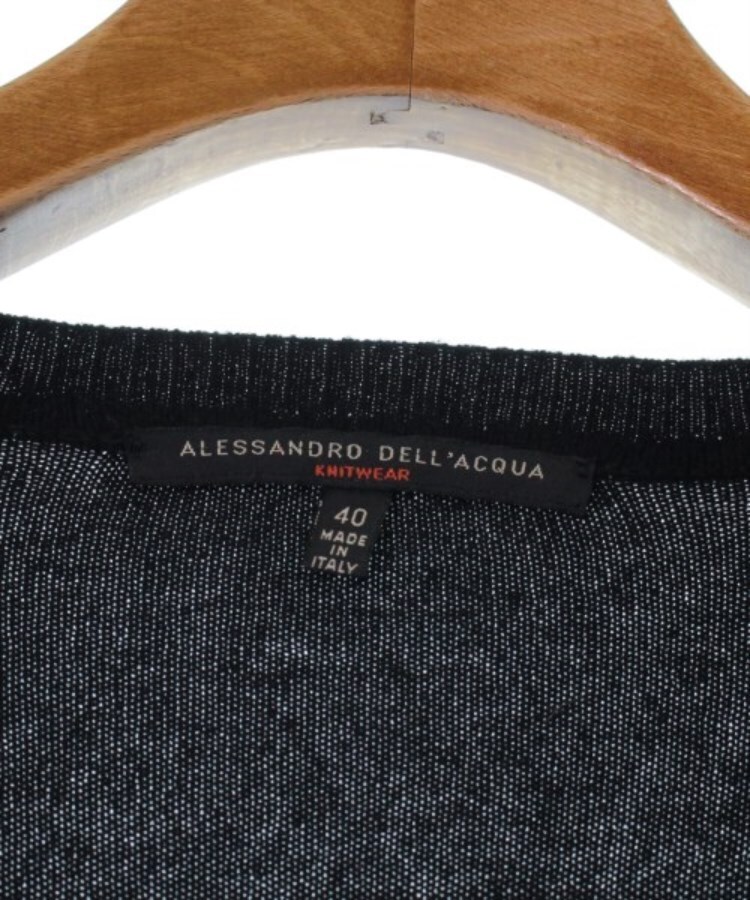 ALESSANDRO DELL'ACQUA
KNITWEAR
40
MADE
IN
ITALY